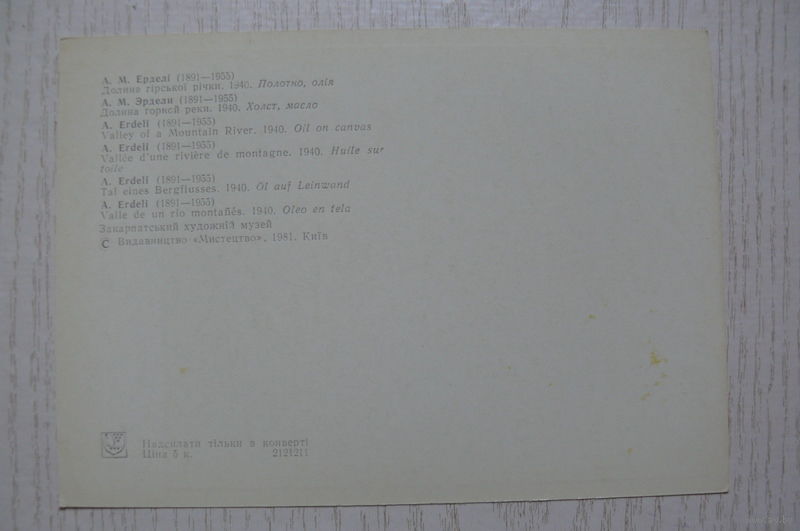 А. М. Ерделі (1891—1955)
Долина гірської річки. 1940. Полотно, олія
А. М. Эрдели (1891—1955)
Долина горной реки. 1940. Холст, масло
A. Erdeli (1891—1955)
Valley of a Mountain River. 1940. Oil on canvas
A. Erdeli (1891—1955)
Vallée d'une rivière de montagne. 1940. Huile sur
toile
A. Erdeli (1891—1955)
Tal eines Bergflusses. 1940. Öl auf Leinwand
A. Erdeli (1891—1955)
Valle de un río montañés. 1940. Oleo en tela
Закарпатський художній музей
© Видавництво «Мистецтво», 1981. Київ
Надсилати тільки в конверті
Ціна 5 к. 2121211